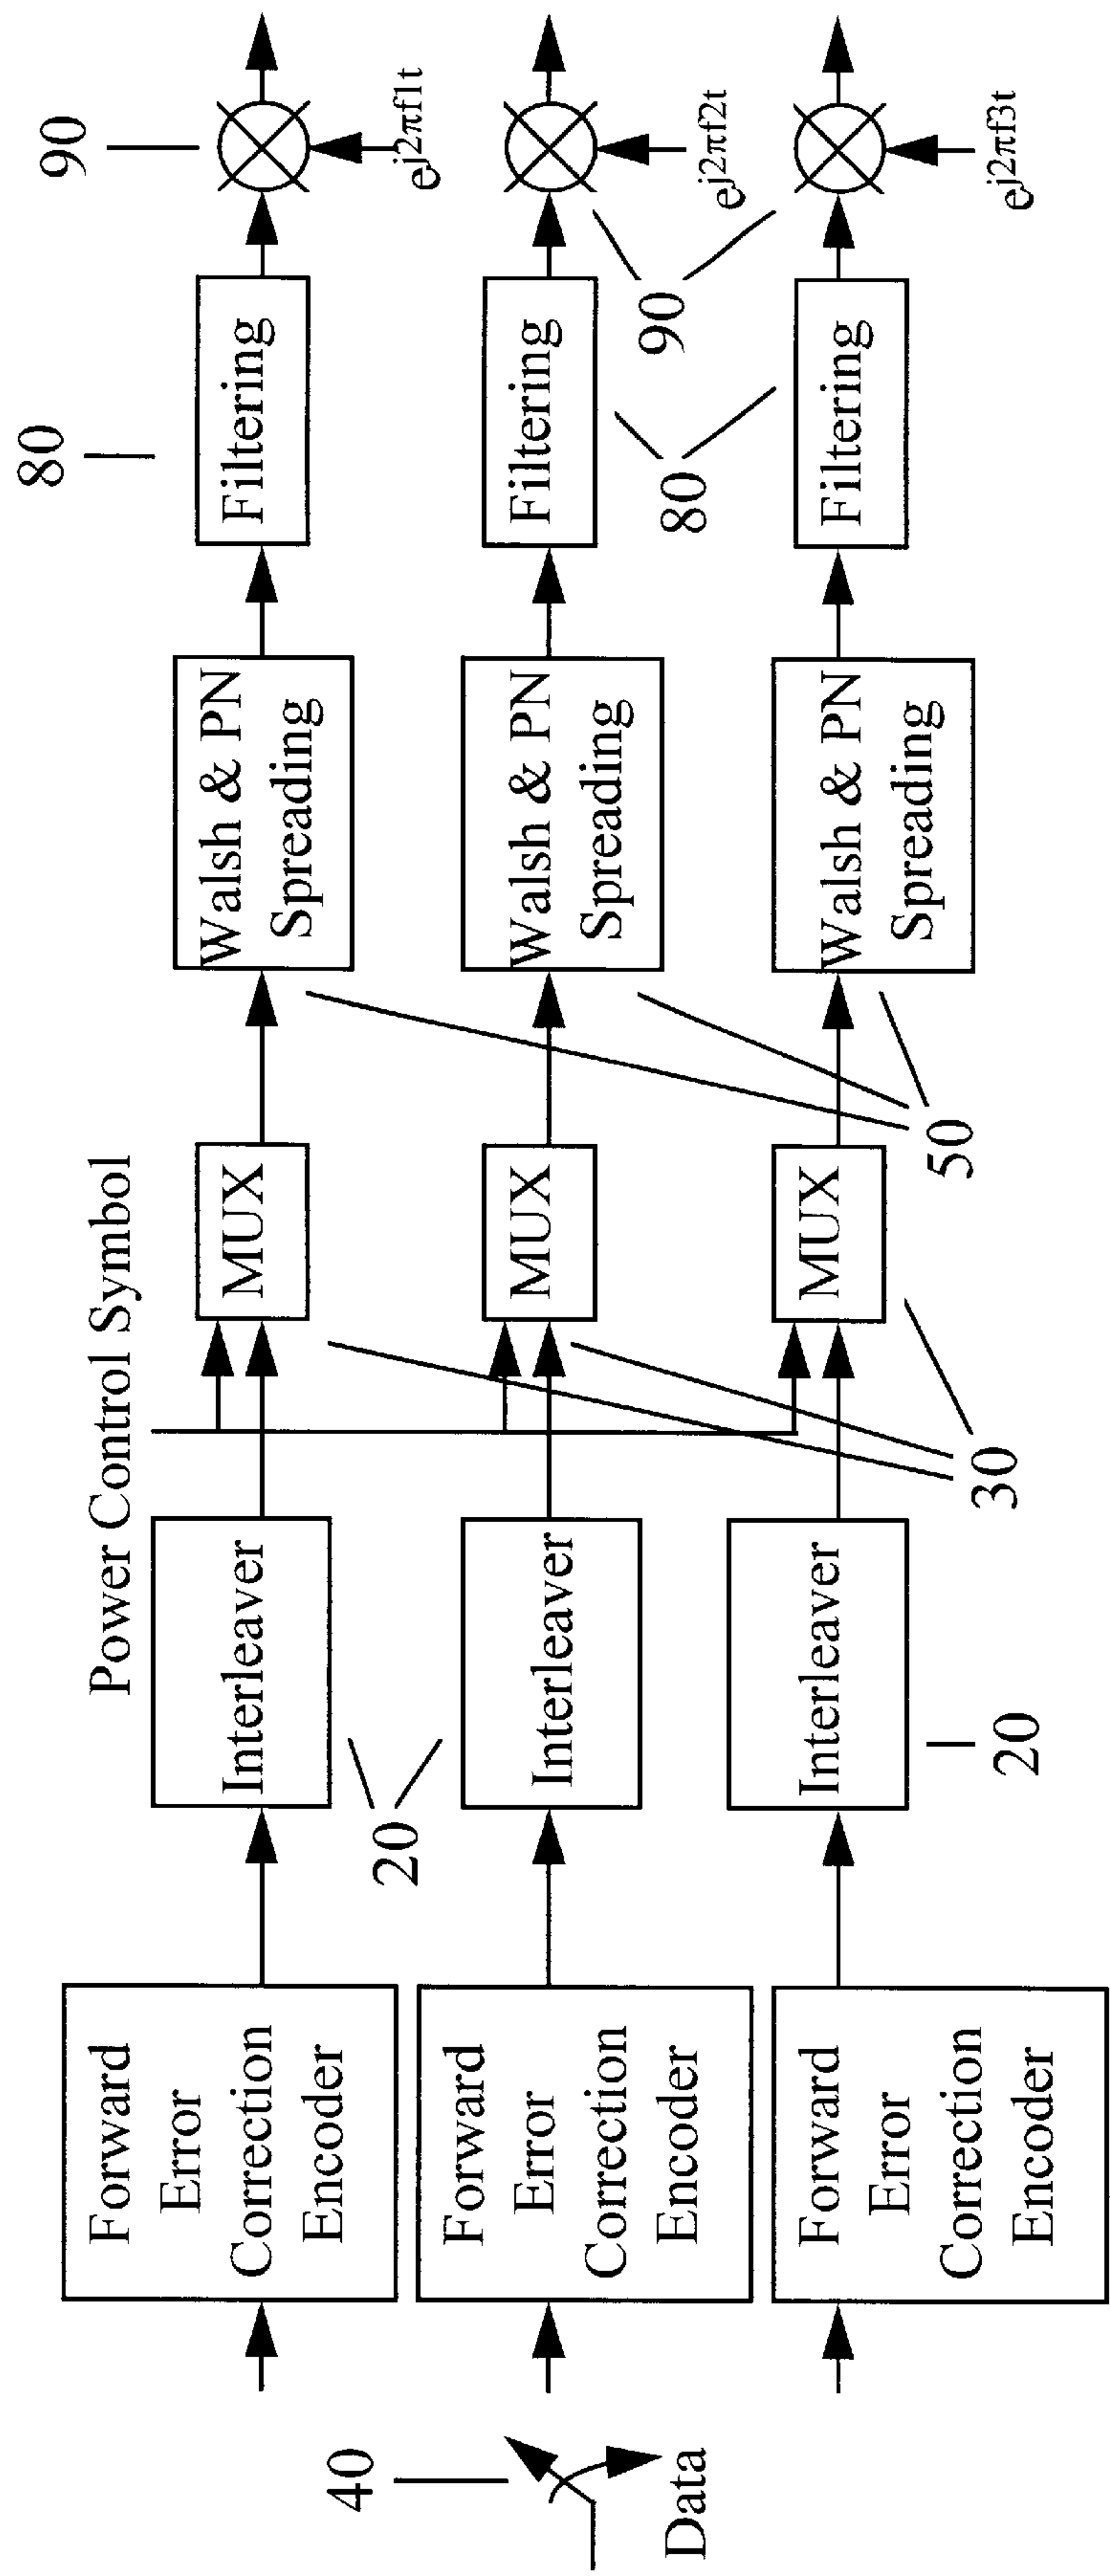 40
Data
Forward
Error
Correction
Encoder
Forward
Error
Correction
Encoder
Forward
Error
Correction
Encoder
20
Interleaver
Interleaver
Interleaver
20
Power Control Symbol
30
MUX
MUX
MUX
50
Walsh & PN
Spreading
Walsh & PN
Spreading
Walsh & PN
Spreading
80
Filtering
Filtering
Filtering
80
90
90
ej2πf1t
ej2πf2t
ej2πf3t